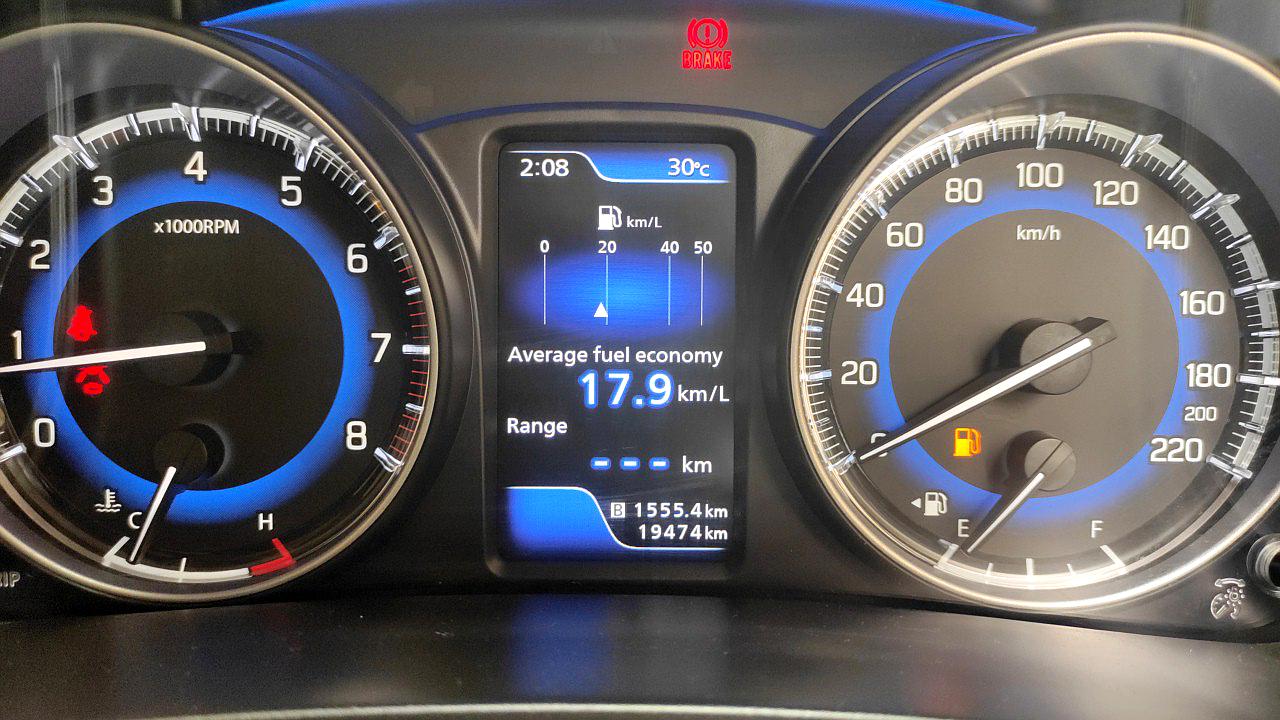 BRAKE
2:08 30°C
km/L
0 20 40 50
Average fuel economy
17.9 km/L
Range
--- km
B 1555.4 km
19474 km
0 1 2 3 4 5 6 7 8
x1000RPM
C H
20 40 60 80 100 120 140 160 180 200 220
km/h
E F